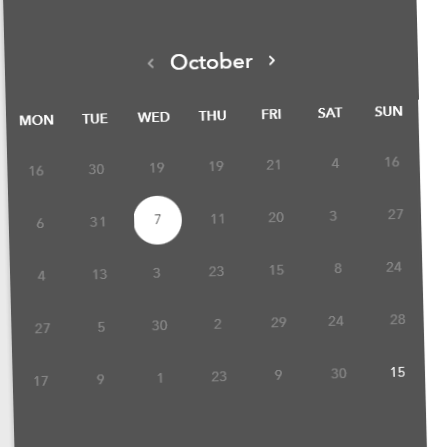 ‹ October ›
MON TUE WED THU FRI SAT SUN
16 30 19 19 21 4 16
6 31 7 11 20 3 27
4 13 3 23 15 8 24
27 5 30 2 29 24 28
17 9 1 23 9 30 15